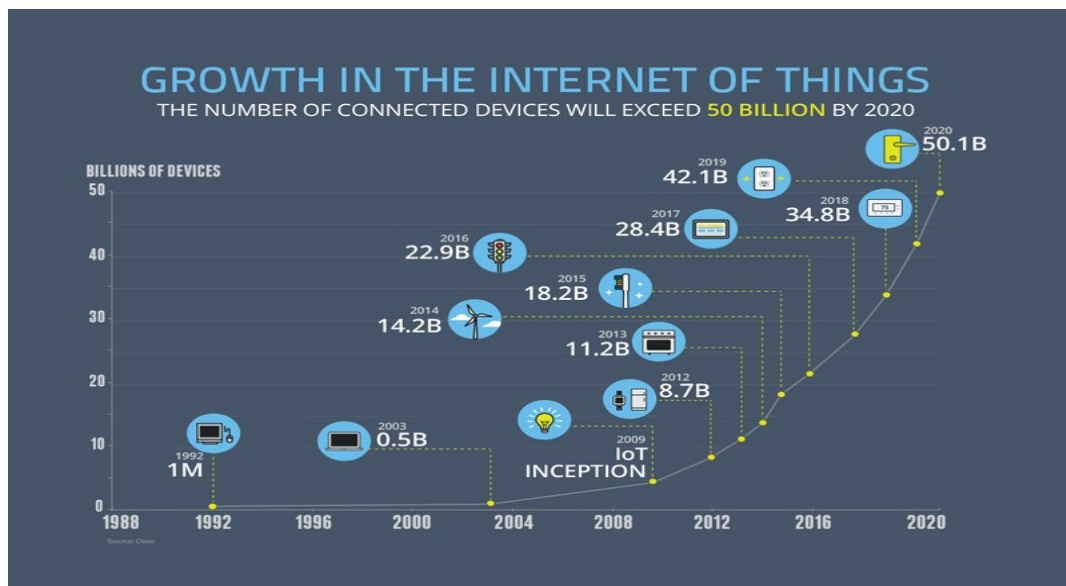 GROWTH IN THE INTERNET OF THINGS
THE NUMBER OF CONNECTED DEVICES WILL EXCEED 50 BILLION BY 2020
BILLIONS OF DEVICES
50
40
30
20
10
0
1988
1992
1996
2000
2004
2008
2012
2016
2020
1992
1M
2003
0.5B
2009
IoT
INCEPTION
2012
8.7B
2013
11.2B
2014
14.2B
2015
18.2B
2016
22.9B
2017
28.4B
2018
34.8B
75
2019
42.1B
2020
50.1B
Source: Cisco